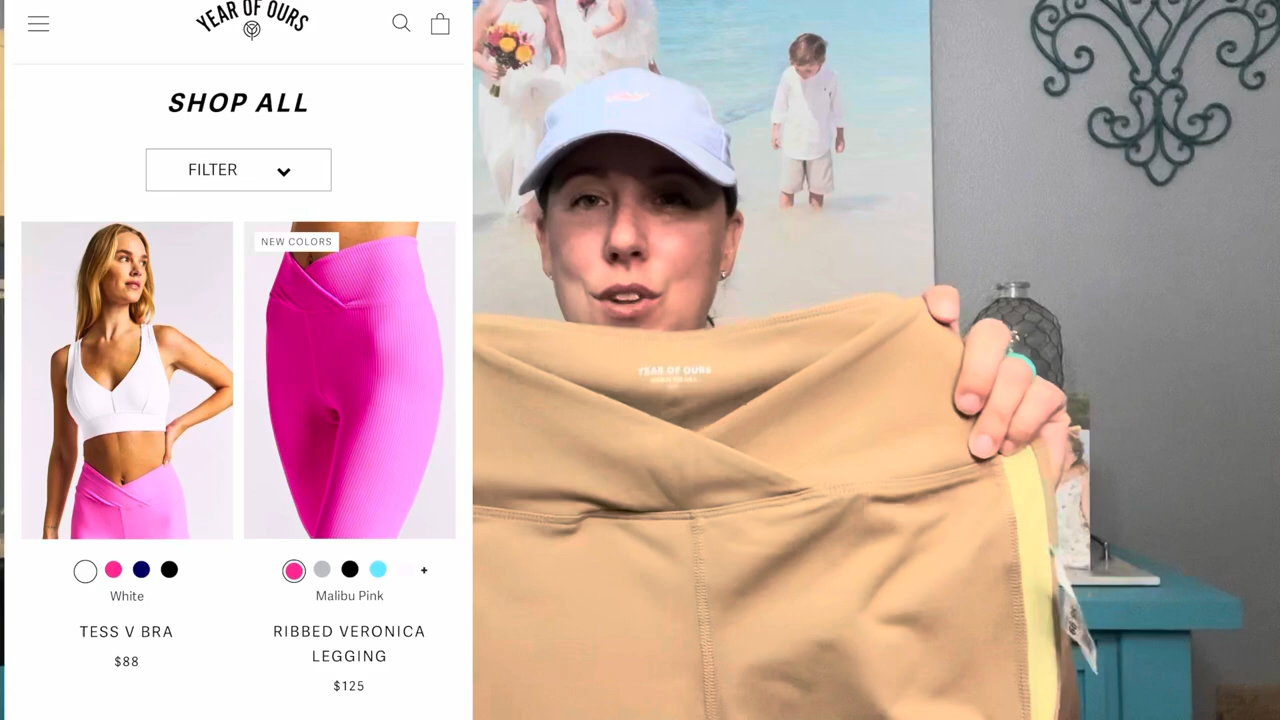 YEAR OF OURS
SHOP ALL
FILTER
NEW COLORS
White
Malibu Pink
TESS V BRA
$88
RIBBED VERONICA
LEGGING
$125
YEAR OF OURS